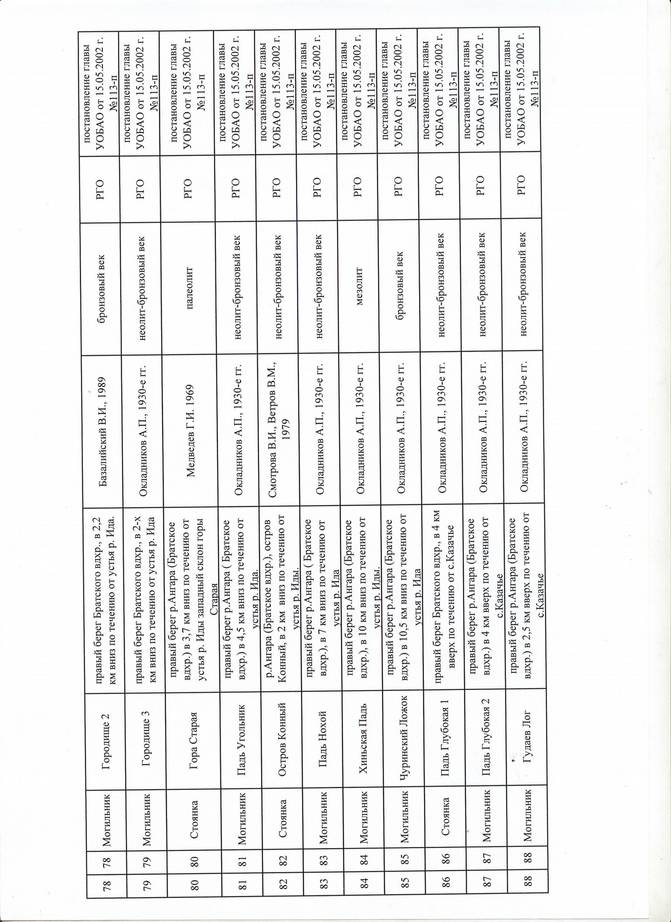 78 78 Могильник Городище 2 правый берег Братского вдхр., в 2,2 Базалийский В.И., 1989 бронзовый век РГО постановление главы
км вниз по течению от устья р. Ида. УОБАО от 15.05.2002 г.
№113-п
79 79 Могильник Городище 3 правый берег Братского вдхр., в 2-х Окладников А.П., 1930-е гг. неолит-бронзовый век РГО постановление главы
км вниз по течению от устья р. Ида УОБАО от 15.05.2002 г.
№113-п
80 80 Стоянка Гора Старая правый берег р.Ангара (Братское Медведев Г.И. 1969 палеолит РГО постановление главы
вдхр.) в 3,7 км вниз по течению от УОБАО от 15.05.2002 г.
устья р. Иды западный склон горы №113-п
Старая
81 81 Могильник Падь Угольник правый берег р.Ангара ( Братское Окладников А.П., 1930-е гг. неолит-бронзовый век РГО постановление главы
вдхр.) в 4,5 км вниз по течению от УОБАО от 15.05.2002 г.
устья р. Ида. №113-п
82 82 Стоянка Остров Конный р.Ангара (Братское вдхр.), остров Смотрова В.И., Ветров В.М., неолит-бронзовый век РГО постановление главы
Конный, в 2 км вниз по течению от 1979 УОБАО от 15.05.2002 г.
устья р. Иды. №113-п
83 83 Могильник Падь Нохой правый берег р.Ангара ( Братское Окладников А.П., 1930-е гг. неолит-бронзовый век РГО постановление главы
вдхр.), в 7 км вниз по течению от УОБАО от 15.05.2002 г.
устья р. Ида №113-п
84 84 Могильник Хиньская Падь правый берег р.Ангара (Братское Окладников А.П., 1930-е гг. мезолит РГО постановление главы
вдхр.), в 10 км вниз по течению от УОБАО от 15.05.2002 г.
устья р. Иды. №113-п
85 85 Могильник Чуринский Ложок правый берег р.Ангара (Братское Окладников А.П., 1930-е гг. бронзовый век РГО постановление главы
вдхр.) в 10,5 км вниз по течению от УОБАО от 15.05.2002 г.
устья р. Ида №113-п
86 86 Стоянка Падь Глубокая 1 правый берег Братского вдхр., в 4 км Окладников А.П., 1930-е гг. неолит-бронзовый век РГО постановление главы
вверх по течению от с.Казачье УОБАО от 15.05.2002 г.
№113-п
87 87 Могильник Падь Глубокая 2 правый берег р.Ангара (Братское Окладников А.П., 1930-е гг. неолит-бронзовый век РГО постановление главы
вдхр.) в 4 км вверх по течению от УОБАО от 15.05.2002 г.
с.Казачье №113-п
88 88 Могильник Гудаев Лог правый берег р.Ангара (Братское Окладников А.П., 1930-е гг. неолит-бронзовый век РГО постановление главы
вдхр.) в 2,5 км вверх по течению от УОБАО от 15.05.2002 г.
с.Казачье №113-п